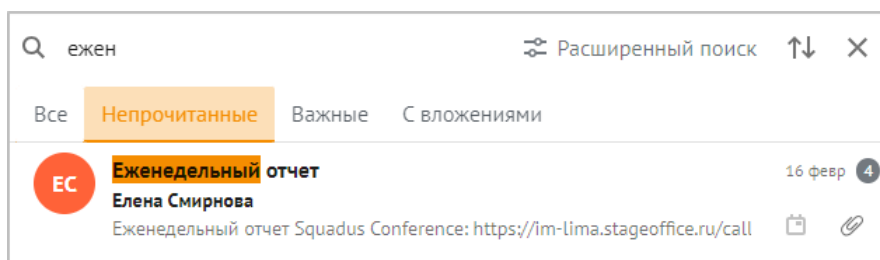 ежен Расширенный поиск
Все Непрочитанные Важные С вложениями
ЕС Еженедельный отчет 16 февр 4
Елена Смирнова
Еженедельный отчет Squadus Conference: https://im-lima.stageoffice.ru/call